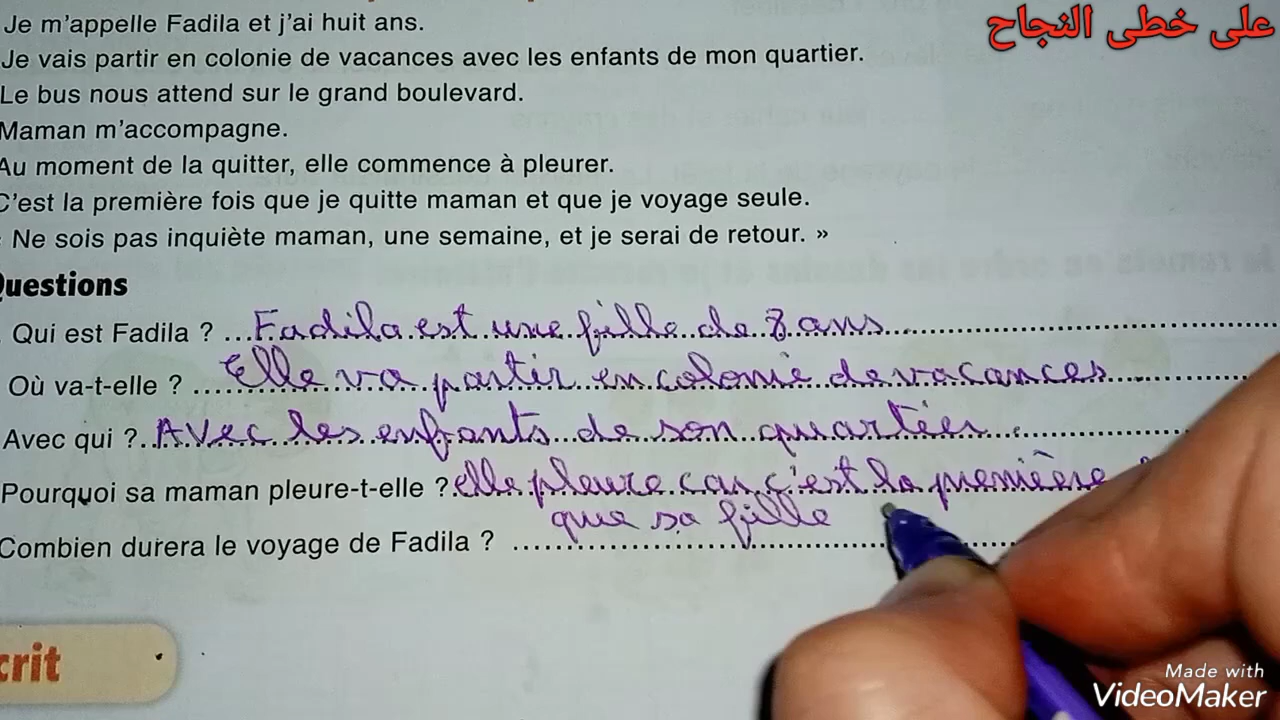 على خطى النجاح
Je m'appelle Fadila et j'ai huit ans.
Je vais partir en colonie de vacances avec les enfants de mon quartier.
Le bus nous attend sur le grand boulevard.
Maman m'accompagne.
Au moment de la quitter, elle commence à pleurer.
C'est la première fois que je quitte maman et que je voyage seule.
Ne sois pas inquiète maman, une semaine, et je serai de retour. »
Questions
Qui est Fadila ? Fadila est une fille de 8 ans
Où va-t-elle ? Elle va partir en colonie de vacances
Avec qui ? Avec les enfants de son quartier
Pourquoi sa maman pleure-t-elle ? elle pleure car c'est la première
que sa fille
Combien durera le voyage de Fadila ?
crit
Made with
VideoMaker